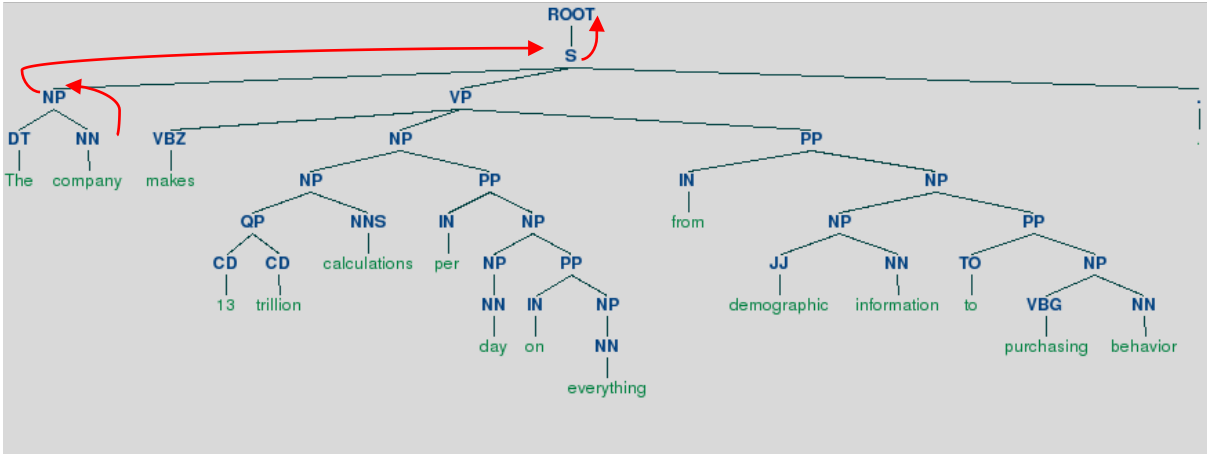 ROOT
S
NP VP .
DT NN VBZ NP PP .
The company makes NP PP IN NP
QP NNS IN NP from NP PP
CD CD calculations per NP PP JJ NN TO NP
13 trillion NN IN NP demographic information to VBG NN
day on NN purchasing behavior
everything